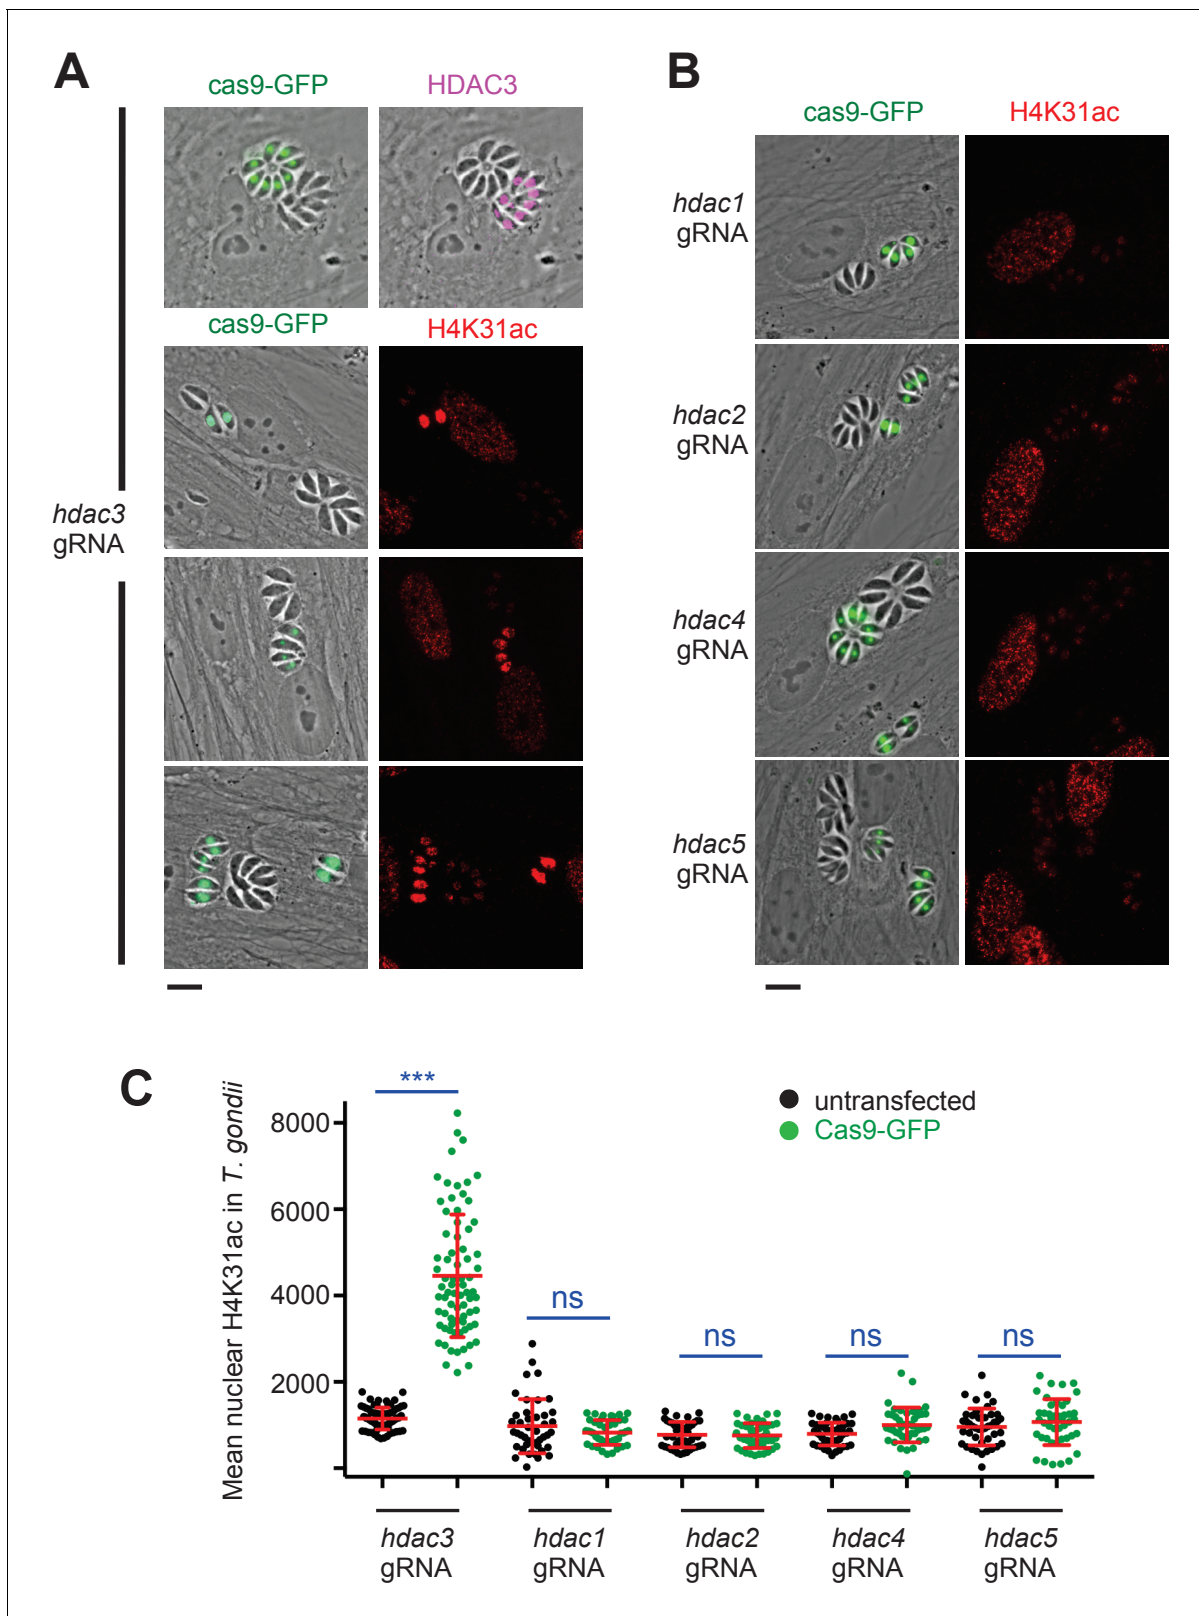 A
cas9-GFP HDAC3
cas9-GFP H4K31ac
hdac3
gRNA
B
cas9-GFP H4K31ac
hdac1
gRNA
hdac2
gRNA
hdac4
gRNA
hdac5
gRNA
C
Mean nuclear H4K31ac in T. gondii
8000
6000
4000
2000
***
ns
ns
ns
ns
untransfected
Cas9-GFP
hdac3 hdac1 hdac2 hdac4 hdac5
gRNA gRNA gRNA gRNA gRNA